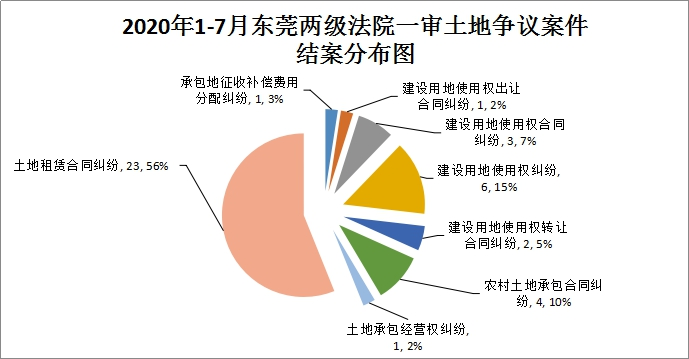 2020年1-7月东莞两级法院一审土地争议案件
结案分布图
承包地征收补偿费用
分配纠纷, 1, 3%
建设用地使用权出让
合同纠纷, 1, 2%
建设用地使用权合同
纠纷, 3, 7%
建设用地使用权纠纷,
6, 15%
建设用地使用权转让
合同纠纷, 2, 5%
农村土地承包合同纠
纷, 4, 10%
土地承包经营权纠纷,
1, 2%
土地租赁合同纠纷, 23, 56%